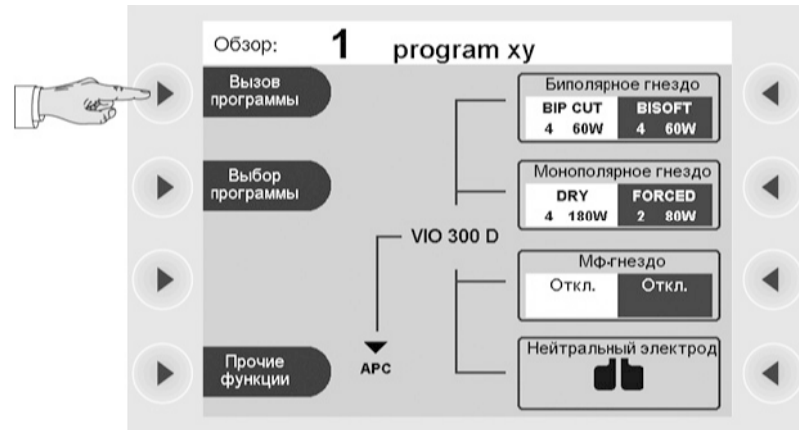 Обзор: 1 program xy
Вызов
программы
Выбор
программы
Прочие
функции
VIO 300 D
APC
Биполярное гнездо
BIP CUT BISOFT
4 60W 4 60W
Монополярное гнездо
DRY FORCED
4 180W 2 80W
Мф-гнездо
Откл. Откл.
Нейтральный электрод